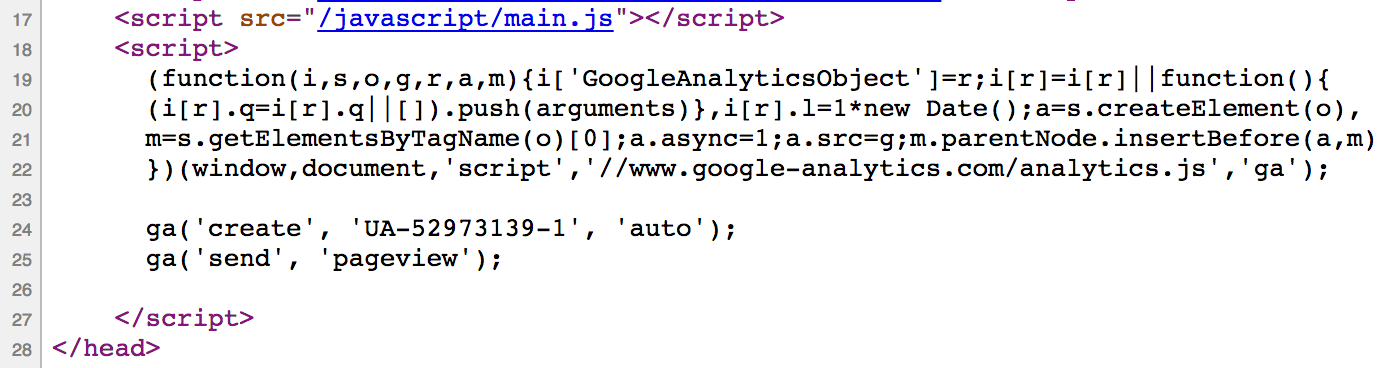 17 <script src="/javascript/main.js"></script>
18 <script>
19 (function(i,s,o,g,r,a,m){i['GoogleAnalyticsObject']=r;i[r]=i[r]||function(){
20 (i[r].q=i[r].q||[]).push(arguments)},i[r].l=1*new Date();a=s.createElement(o),
21 m=s.getElementsByTagName(o)[0];a.async=1;a.src=g;m.parentNode.insertBefore(a,m)
22 })(window,document,'script','//www.google-analytics.com/analytics.js','ga');
23
24 ga('create', 'UA-52973139-1', 'auto');
25 ga('send', 'pageview');
26
27 </script>
28 </head>